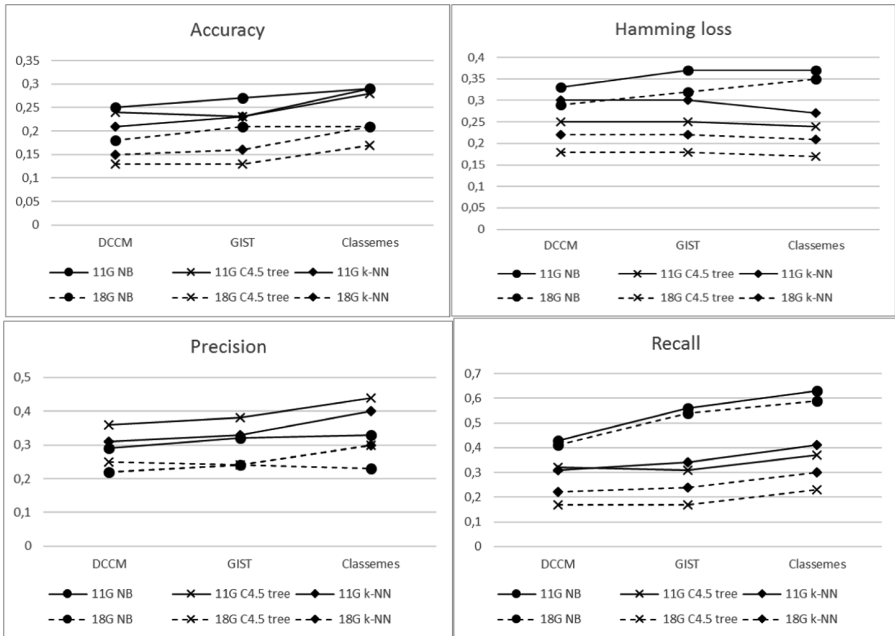 Accuracy
0,35
0,3
0,25
0,2
0,15
0,1
0,05
0
DCCM GIST Classemes
11G NB 11G C4.5 tree 11G k-NN
18G NB 18G C4.5 tree 18G k-NN
Hamming loss
0,4
0,35
0,3
0,25
0,2
0,15
0,1
0,05
0
DCCM GIST Classemes
11G NB 11G C4.5 tree 11G k-NN
18G NB 18G C4.5 tree 18G k-NN
Precision
0,5
0,4
0,3
0,2
0,1
0
DCCM GIST Classemes
11G NB 11G C4.5 tree 11G k-NN
18G NB 18G C4.5 tree 18G k-NN
Recall
0,7
0,6
0,5
0,4
0,3
0,2
0,1
0
DCCM GIST Classemes
11G NB 11G C4.5 tree 11G k-NN
18G NB 18G C4.5 tree 18G k-NN